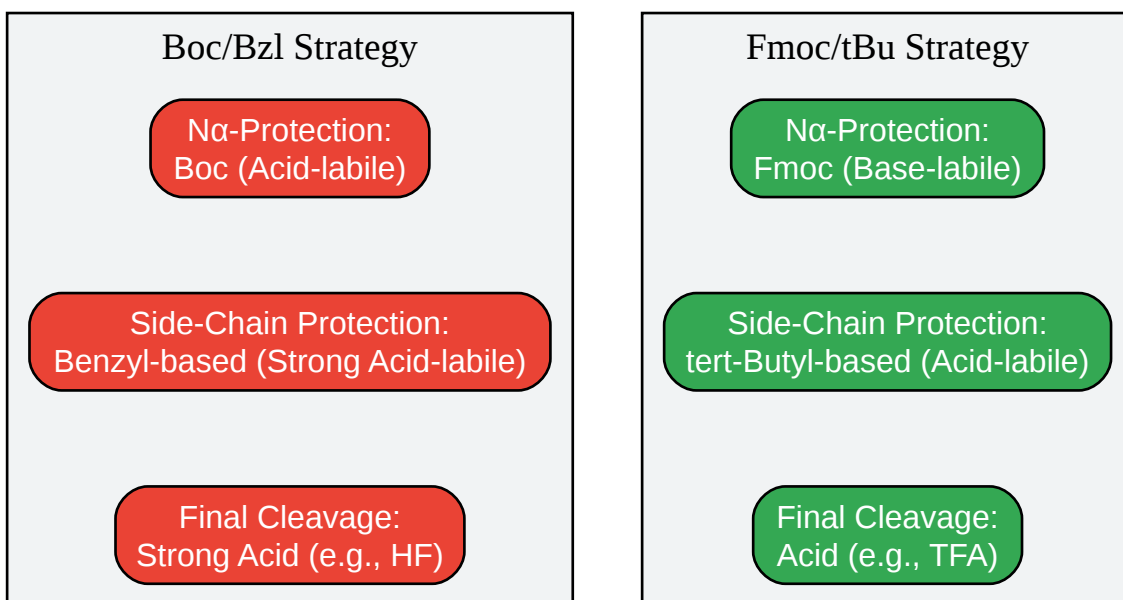 Boc/Bzl Strategy
Nα-Protection:
Boc (Acid-labile)
Side-Chain Protection:
Benzyl-based (Strong Acid-labile)
Final Cleavage:
Strong Acid (e.g., HF)
Fmoc/tBu Strategy
Nα-Protection:
Fmoc (Base-labile)
Side-Chain Protection:
tert-Butyl-based (Acid-labile)
Final Cleavage:
Acid (e.g., TFA)